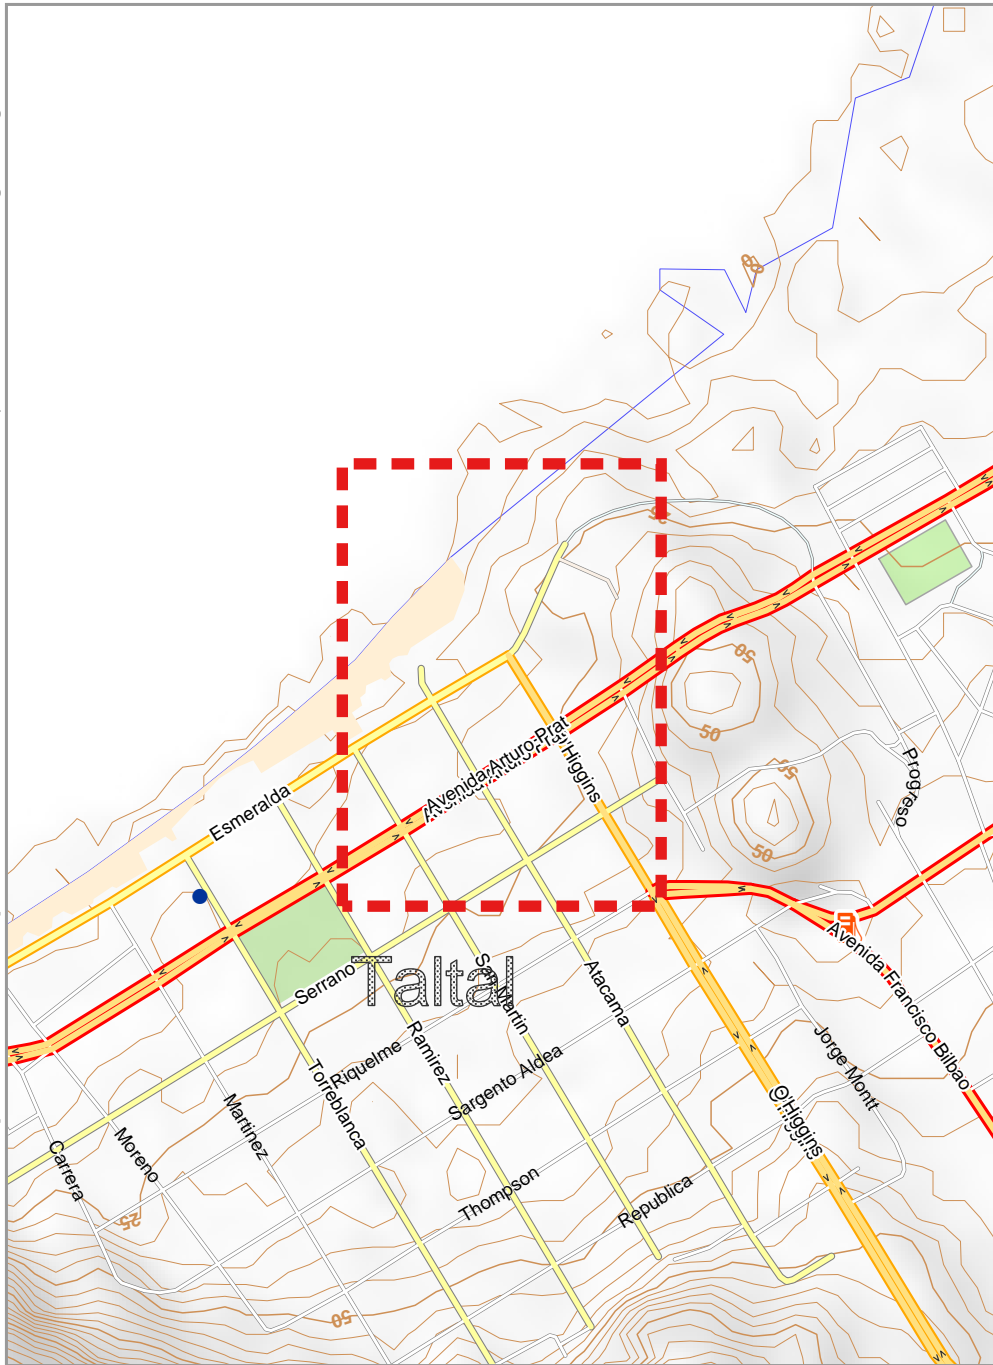 25
50
50
50
50
Progreso
Avenida Arturo Prat
O'Higgins
Esmeralda
Avenida Francisco Bilbao
Taltal
San Martin
Atacama
Serrano
Ramirez
Riquelme
Sargento Aldea
Jorge Montt
Torreblanca
Martinez
Moreno
Carrera
O'Higgins
Thompson
Republica
25
50